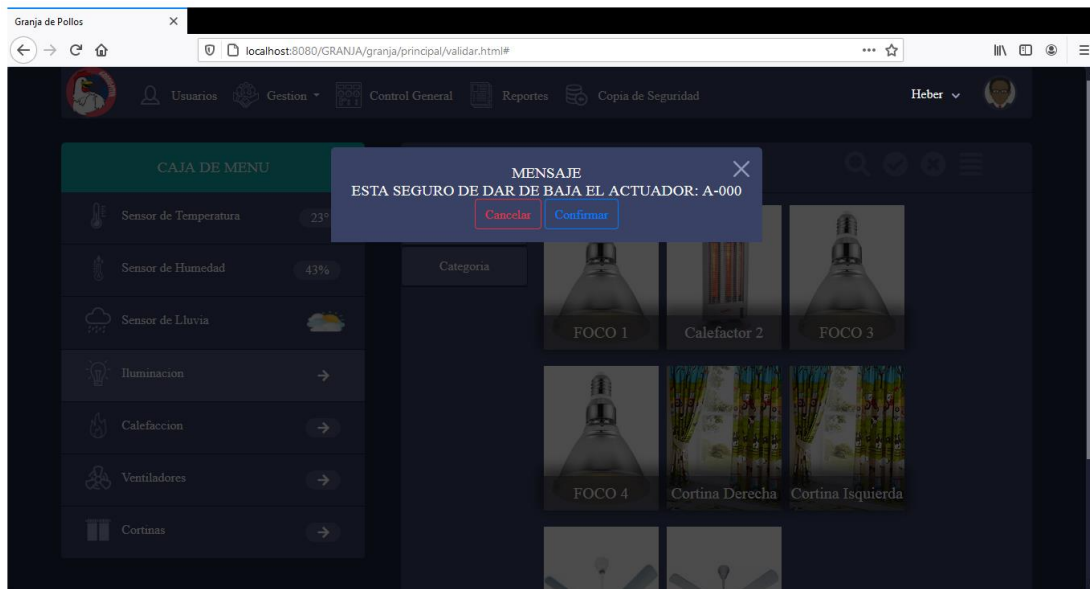 Granja de Pollos
localhost:8080/GRANJA/granja/principal/validar.html#
Usuarios
Gestion
Control General
Reportes
Copia de Seguridad
Heber
CAJA DE MENU
MENSAJE
ESTA SEGURO DE DAR DE BAJA EL ACTUADOR: A-000
Cancelar
Confirmar
Sensor de Temperatura
23°
Sensor de Humedad
43%
Sensor de Lluvia
Iluminacion
Calefaccion
Ventiladores
Cortinas
Categoria
FOCO 1
Calefactor 2
FOCO 3
FOCO 4
Cortina Derecha
Cortina Isquierda